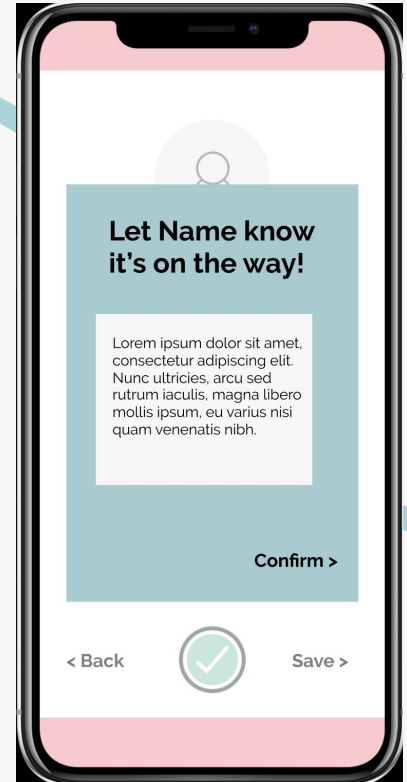 Let Name know
it's on the way!
Lorem ipsum dolor sit amet,
consectetur adipiscing elit.
Nunc ultricies, arcu sed
rutrum iaculis, magna libero
mollis ipsum, eu varius nisi
quam venenatis nibh.
Confirm >
< Back
Save >